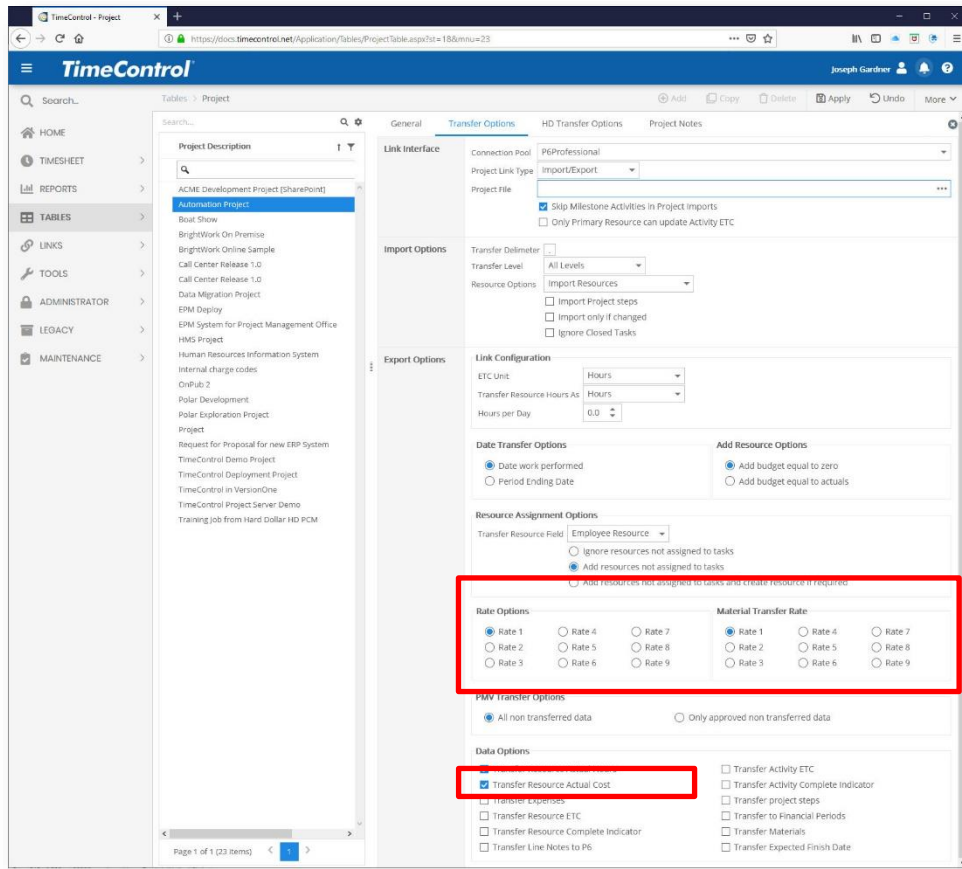 TimeControl - Project
https://docs.timecontrol.net/Application/Tables/ProjectTable.aspx?st=18&mnu=23
TimeControl
Joseph Gardner
Search...
Tables > Project
Add Copy Delete Apply Undo More
HOME
TIMESHEET
REPORTS
TABLES
LINKS
TOOLS
ADMINISTRATOR
LEGACY
MAINTENANCE
Search...
Project Description
ACME Development Project [SharePoint]
Automation Project
Boat Show
BrightWork On Premise
BrightWork Online Sample
Call Center Release 1.0
Call Center Release 1.0
Data Migration Project
EPM Deploy
EPM System for Project Management Office
HMS Project
Human Resources Information System
Internal charge codes
OnPub 2
Polar Development
Polar Exploration Project
Project
Request for Proposal for new ERP System
TimeControl Demo Project
TimeControl Deployment Project
TimeControl in VersionOne
TimeControl Project Server Demo
Training Job from Hard Dollar HD PCM
Page 1 of 1 (23 items) < 1 >
General Transfer Options HD Transfer Options Project Notes
Link Interface
Connection Pool P6Professional
Project Link Type Import/Export
Project File
Skip Milestone Activities in Project Imports
Only Primary Resource can update Activity ETC
Import Options
Transfer Delimeter .
Transfer Level All Levels
Resource Options Import Resources
Import Project steps
Import only if changed
Ignore Closed Tasks
Export Options
Link Configuration
ETC Unit Hours
Transfer Resource Hours As Hours
Hours per Day 0.0
Date Transfer Options
Date work performed
Period Ending Date
Add Resource Options
Add budget equal to zero
Add budget equal to actuals
Resource Assignment Options
Transfer Resource Field Employee Resource
Ignore resources not assigned to tasks
Add resources not assigned to tasks
Add resources not assigned to tasks and create resource if required
Rate Options
Rate 1 Rate 4 Rate 7
Rate 2 Rate 5 Rate 8
Rate 3 Rate 6 Rate 9
Material Transfer Rate
Rate 1 Rate 4 Rate 7
Rate 2 Rate 5 Rate 8
Rate 3 Rate 6 Rate 9
PMV Transfer Options
All non transferred data
Only approved non transferred data
Data Options
Transfer Resource Actual Cost
Transfer Expenses
Transfer Resource ETC
Transfer Resource Complete Indicator
Transfer Line Notes to P6
Transfer Activity ETC
Transfer Activity Complete Indicator
Transfer project steps
Transfer to Financial Periods
Transfer Materials
Transfer Expected Finish Date